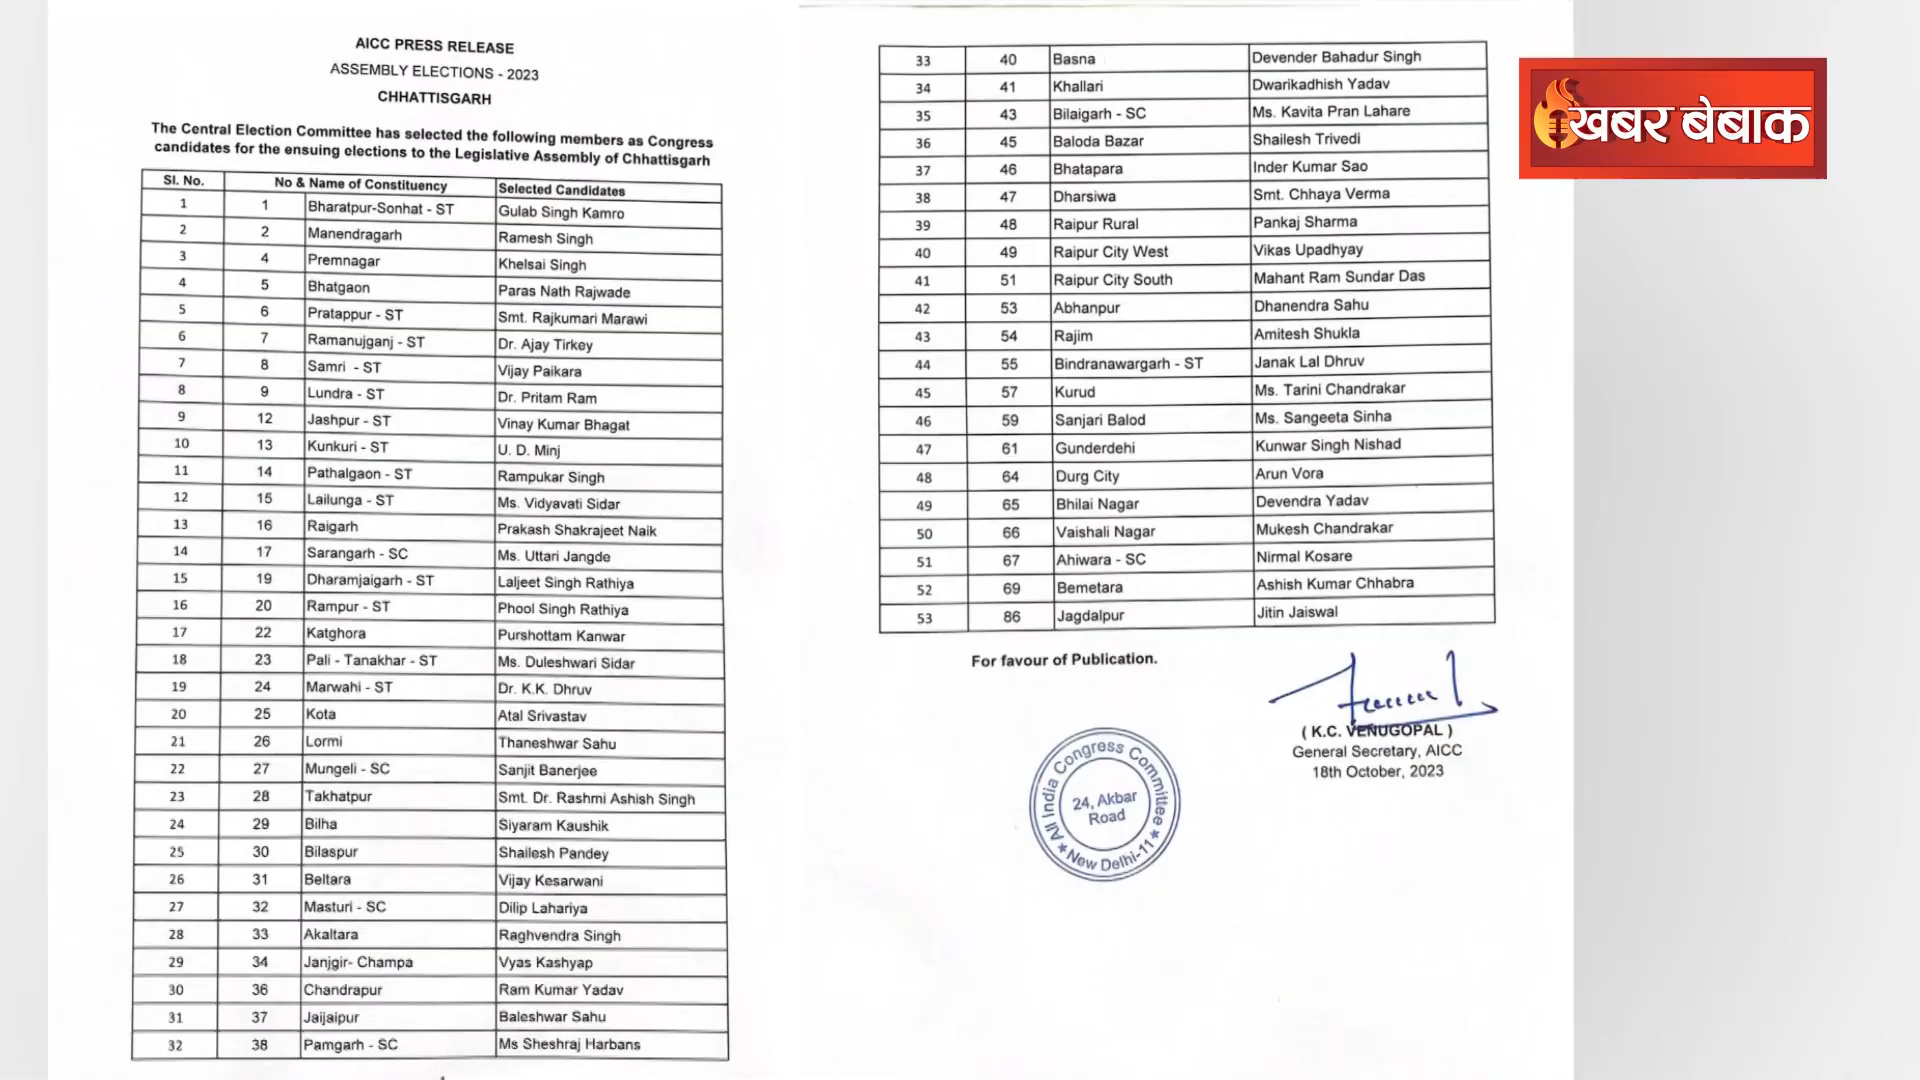 AICC PRESS RELEASE
ASSEMBLY ELECTIONS - 2023
CHHATTISGARH
The Central Election Committee has selected the following members as Congress
candidates for the ensuing elections to the Legislative Assembly of Chhattisgarh
Sl. No. No & Name of Constituency Selected Candidates
1 1 Bharatpur-Sonhat - ST Gulab Singh Kamro
2 2 Manendragarh Ramesh Singh
3 4 Premnagar Khelsai Singh
4 5 Bhatgaon Paras Nath Rajwade
5 6 Pratappur - ST Smt. Rajkumari Marawi
6 7 Ramanujganj - ST Dr. Ajay Tirkey
7 8 Samri - ST Vijay Paikara
8 9 Lundra - ST Dr. Pritam Ram
9 12 Jashpur - ST Vinay Kumar Bhagat
10 13 Kunkuri - ST U. D. Minj
11 14 Pathalgaon - ST Rampukar Singh
12 15 Lailunga - ST Ms. Vidyavati Sidar
13 16 Raigarh Prakash Shakrajeet Naik
14 17 Sarangarh - SC Ms. Uttari Jangde
15 19 Dharamjaigarh - ST Laljeet Singh Rathiya
16 20 Rampur - ST Phool Singh Rathiya
17 22 Katghora Purshottam Kanwar
18 23 Pali - Tanakhar - ST Ms. Duleshwari Sidar
19 24 Marwahi - ST Dr. K.K. Dhruv
20 25 Kota Atal Srivastav
21 26 Lormi Thaneshwar Sahu
22 27 Mungeli - SC Sanjit Banerjee
23 28 Takhatpur Smt. Dr. Rashmi Ashish Singh
24 29 Bilha Siyaram Kaushik
25 30 Bilaspur Shailesh Pandey
26 31 Beltara Vijay Kesarwani
27 32 Masturi - SC Dilip Lahariya
28 33 Akaltara Raghvendra Singh
29 34 Janjgir- Champa Vyas Kashyap
30 36 Chandrapur Ram Kumar Yadav
31 37 Jaijaipur Baleshwar Sahu
32 38 Pamgarh - SC Ms Sheshraj Harbans
33 40 Basna Devender Bahadur Singh
34 41 Khallari Dwarikadhish Yadav
35 43 Bilaigarh - SC Ms. Kavita Pran Lahare
36 45 Baloda Bazar Shailesh Trivedi
37 46 Bhatapara Inder Kumar Sao
38 47 Dharsiwa Smt. Chhaya Verma
39 48 Raipur Rural Pankaj Sharma
40 49 Raipur City West Vikas Upadhyay
41 51 Raipur City South Mahant Ram Sundar Das
42 53 Abhanpur Dhanendra Sahu
43 54 Rajim Amitesh Shukla
44 55 Bindranawargarh - ST Janak Lal Dhruv
45 57 Kurud Ms. Tarini Chandrakar
46 59 Sanjari Balod Ms. Sangeeta Sinha
47 61 Gunderdehi Kunwar Singh Nishad
48 64 Durg City Arun Vora
49 65 Bhilai Nagar Devendra Yadav
50 66 Vaishali Nagar Mukesh Chandrakar
51 67 Ahiwara - SC Nirmal Kosare
52 69 Bemetara Ashish Kumar Chhabra
53 86 Jagdalpur Jitin Jaiswal
For favour of Publication.
( K.C. VENUGOPAL )
General Secretary, AICC
18th October, 2023
All India Congress Committee
24, Akbar
Road
★ New Delhi-11 ★
खबर बेबाक